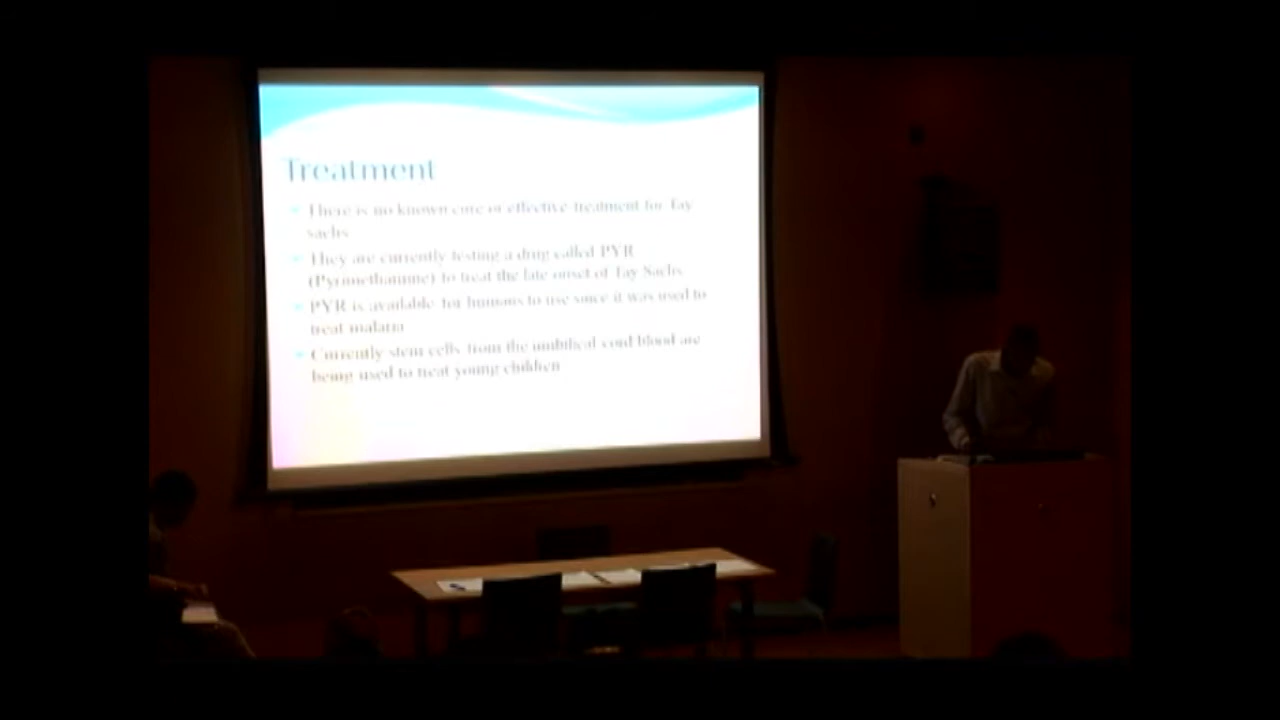 Treatment
There is no known cure or effective treatment for Tay
sachs
They are currently testing a drug called PYR
(Pyrimethamine) to treat the late onset of Tay Sachs
PYR is available for humans to use since it was used to
treat malaria
Currently stem cells from the umbilical cord blood are
being used to treat young children